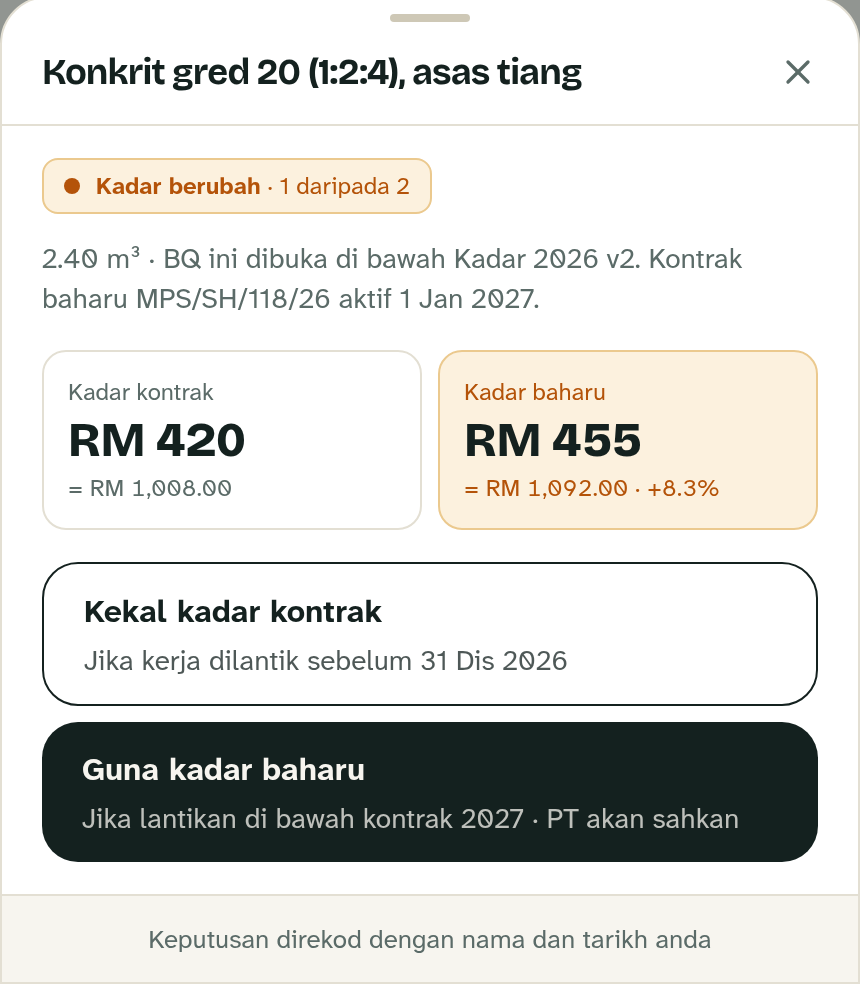 Konkrit gred 20 (1:2:4), asas tiang
Kadar berubah · 1 daripada 2
2.40 m³ · BQ ini dibuka di bawah Kadar 2026 v2. Kontrak
baharu MPS/SH/118/26 aktif 1 Jan 2027.
Kadar kontrak
RM 420
= RM 1,008.00
Kadar baharu
RM 455
= RM 1,092.00 · +8.3%
Kekal kadar kontrak
Jika kerja dilantik sebelum 31 Dis 2026
Guna kadar baharu
Jika lantikan di bawah kontrak 2027 · PT akan sahkan
Keputusan direkod dengan nama dan tarikh anda